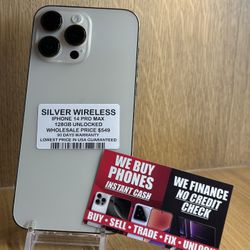 SILVER WIRELESS
IPHONE 14 PRO MAX
128GB UNLOCKED
WHOLESALE PRICE $549
90 DAYS WARRANTY
LOWEST PRICE IN USA GUARANTEED
WE BUY
PHONES
INSTANT CASH
WE FINANCE
NO CREDIT
CHECK
BUY • SELL • TRADE • FIX • UNLOCK